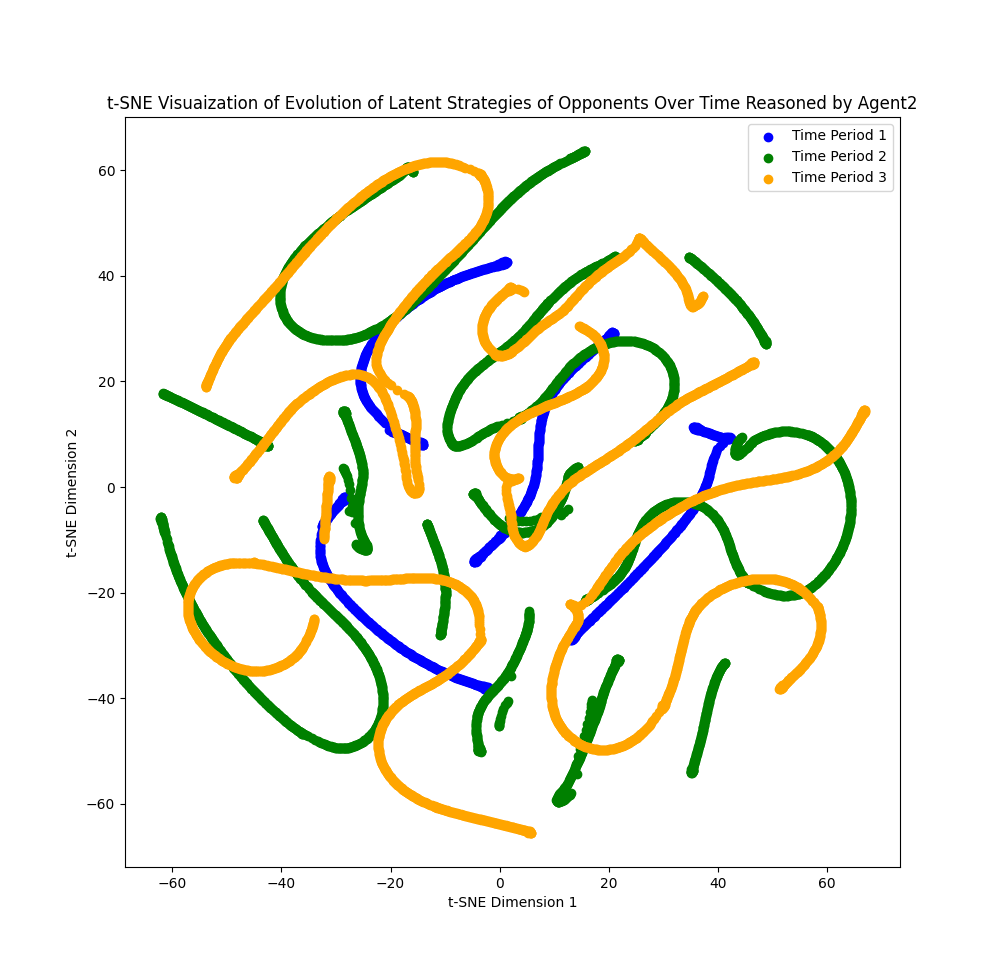 t-SNE Visuaization of Evolution of Latent Strategies of Opponents Over Time Reasoned by Agent2
Time Period 1
Time Period 2
Time Period 3
60
40
20
0
−20
−40
−60
t-SNE Dimension 2
−60
−40
−20
0
20
40
60
t-SNE Dimension 1